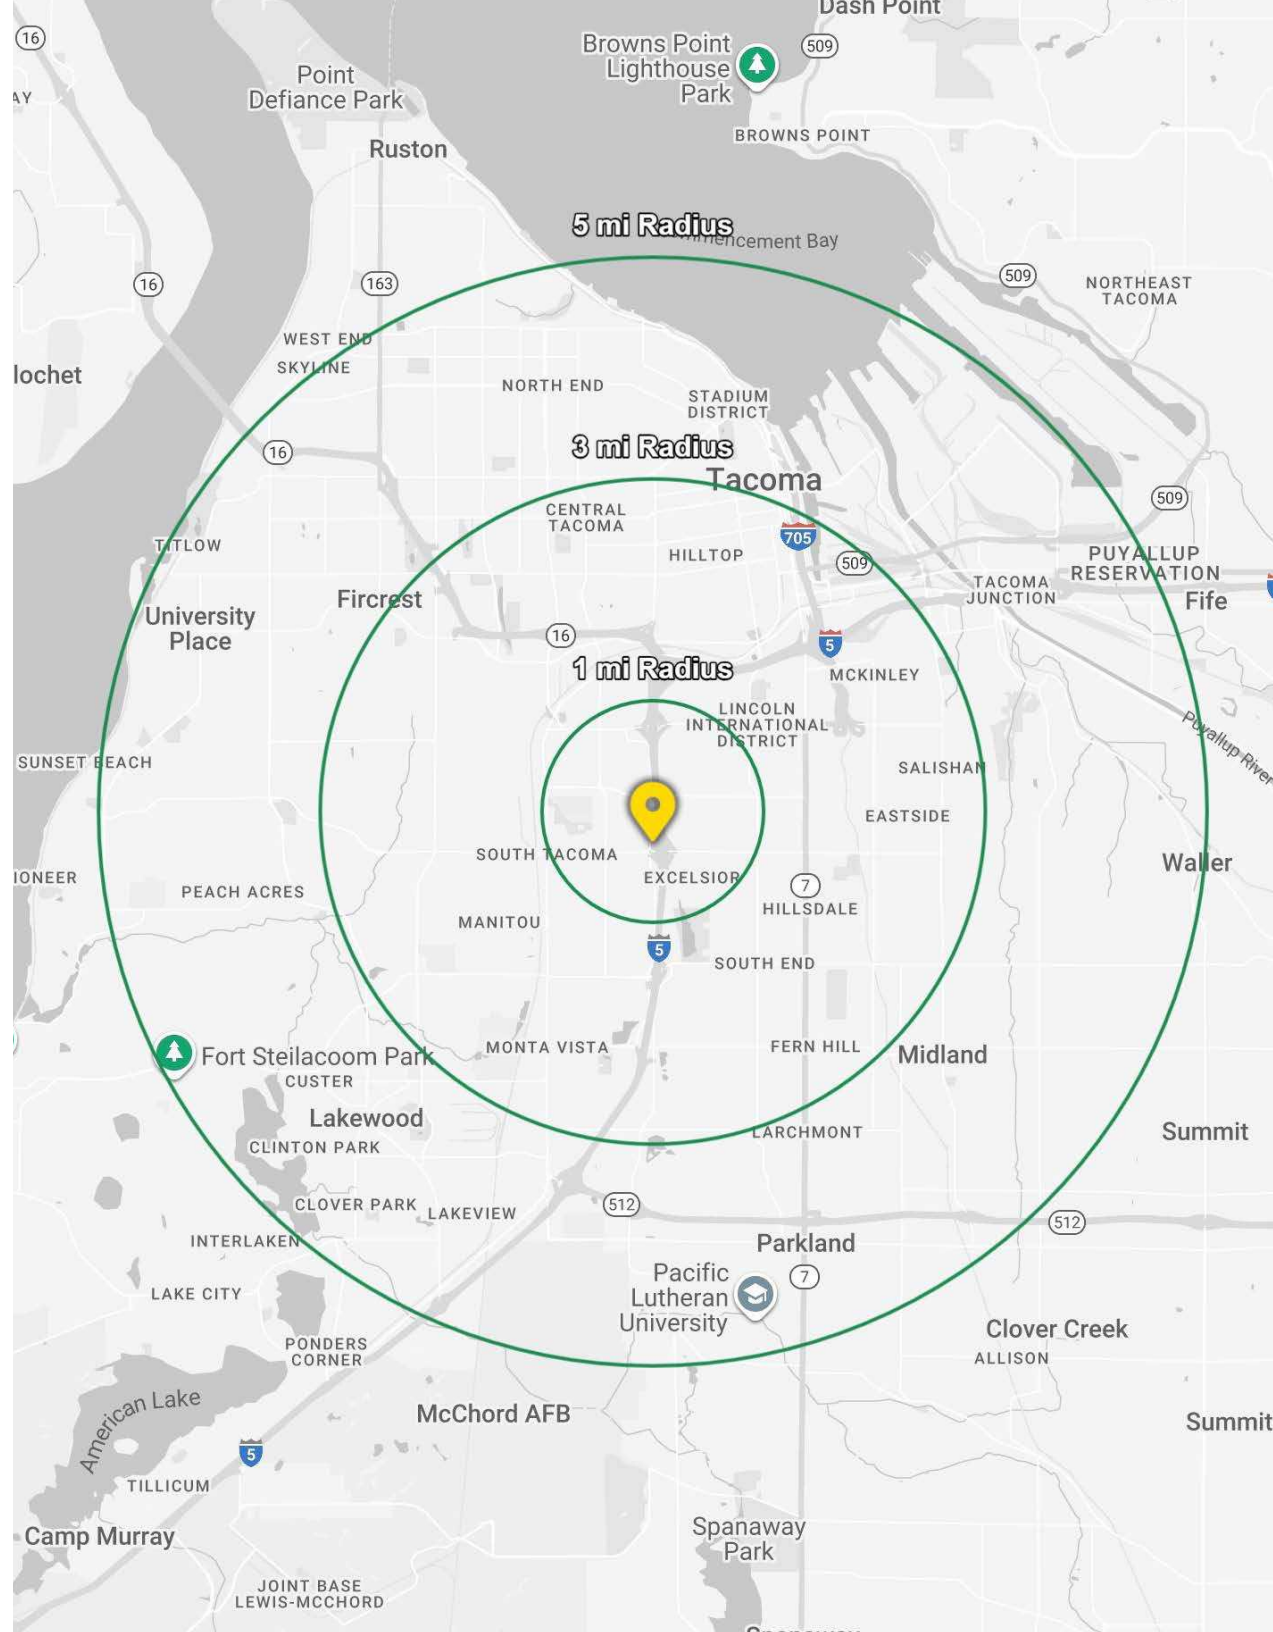 Dash Point
16
Browns Point
Lighthouse
Park
509
Point
Defiance Park
AY
BROWNS POINT
Ruston
5 mi Radius
mmencement Bay
16
163
509
NORTHEAST
TACOMA
WEST END
SKYLINE
lochet
NORTH END
STADIUM
DISTRICT
16
3 mi Radius
Tacoma
509
CENTRAL
TACOMA
705
TITLOW
HILLTOP
509
PUYALLUP
RESERVATION
TACOMA
JUNCTION
Fircrest
Fife
University
Place
16
5
1 mi Radius
MCKINLEY
LINCOLN
INTERNATIONAL
DISTRICT
Puyallup River
SUNSET BEACH
SALISHAN
EASTSIDE
SOUTH TACOMA
Waller
IONEER
EXCELSIOR
7
PEACH ACRES
HILLSDALE
MANITOU
5
SOUTH END
MONTA VISTA
FERN HILL
Midland
Fort Steilacoom Park
CUSTER
Lakewood
LARCHMONT
Summit
CLINTON PARK
CLOVER PARK
LAKEVIEW
512
512
INTERLAKEN
Parkland
Pacific
Lutheran
University
7
LAKE CITY
Clover Creek
PONDERS
CORNER
ALLISON
American Lake
McChord AFB
Summit
5
TILLICUM
Camp Murray
Spanaway
Park
JOINT BASE
LEWIS-MCCHORD